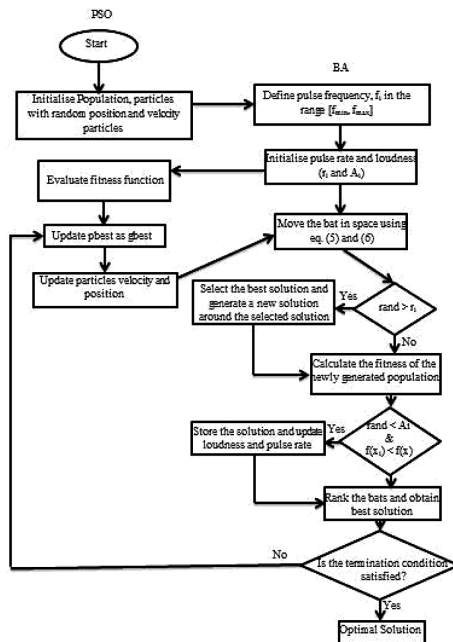 PSO
Start
BA
Initialise Population, particles
with random position and velocity
particles
Define pulse frequency, fi in the
range [fmin, fmax]
Evaluate fitness function
Initialise pulse rate and loudness
(ri and Ai)
Update pbest as gbest
Move the bat in space using
eq. (5) and (6)
Update particles velocity and
position
Select the best solution and
generate a new solution
around the selected solution
Yes
rand > ri
No
Calculate the fitness of the
newly generated population
Store the solution and update
loudness and pulse rate
Yes
rand < Ai
&
f(xi) < f(x)
Rank the bats and obtain
best solution
No
Is the termination condition
satisfied?
Yes
Optimal Solution